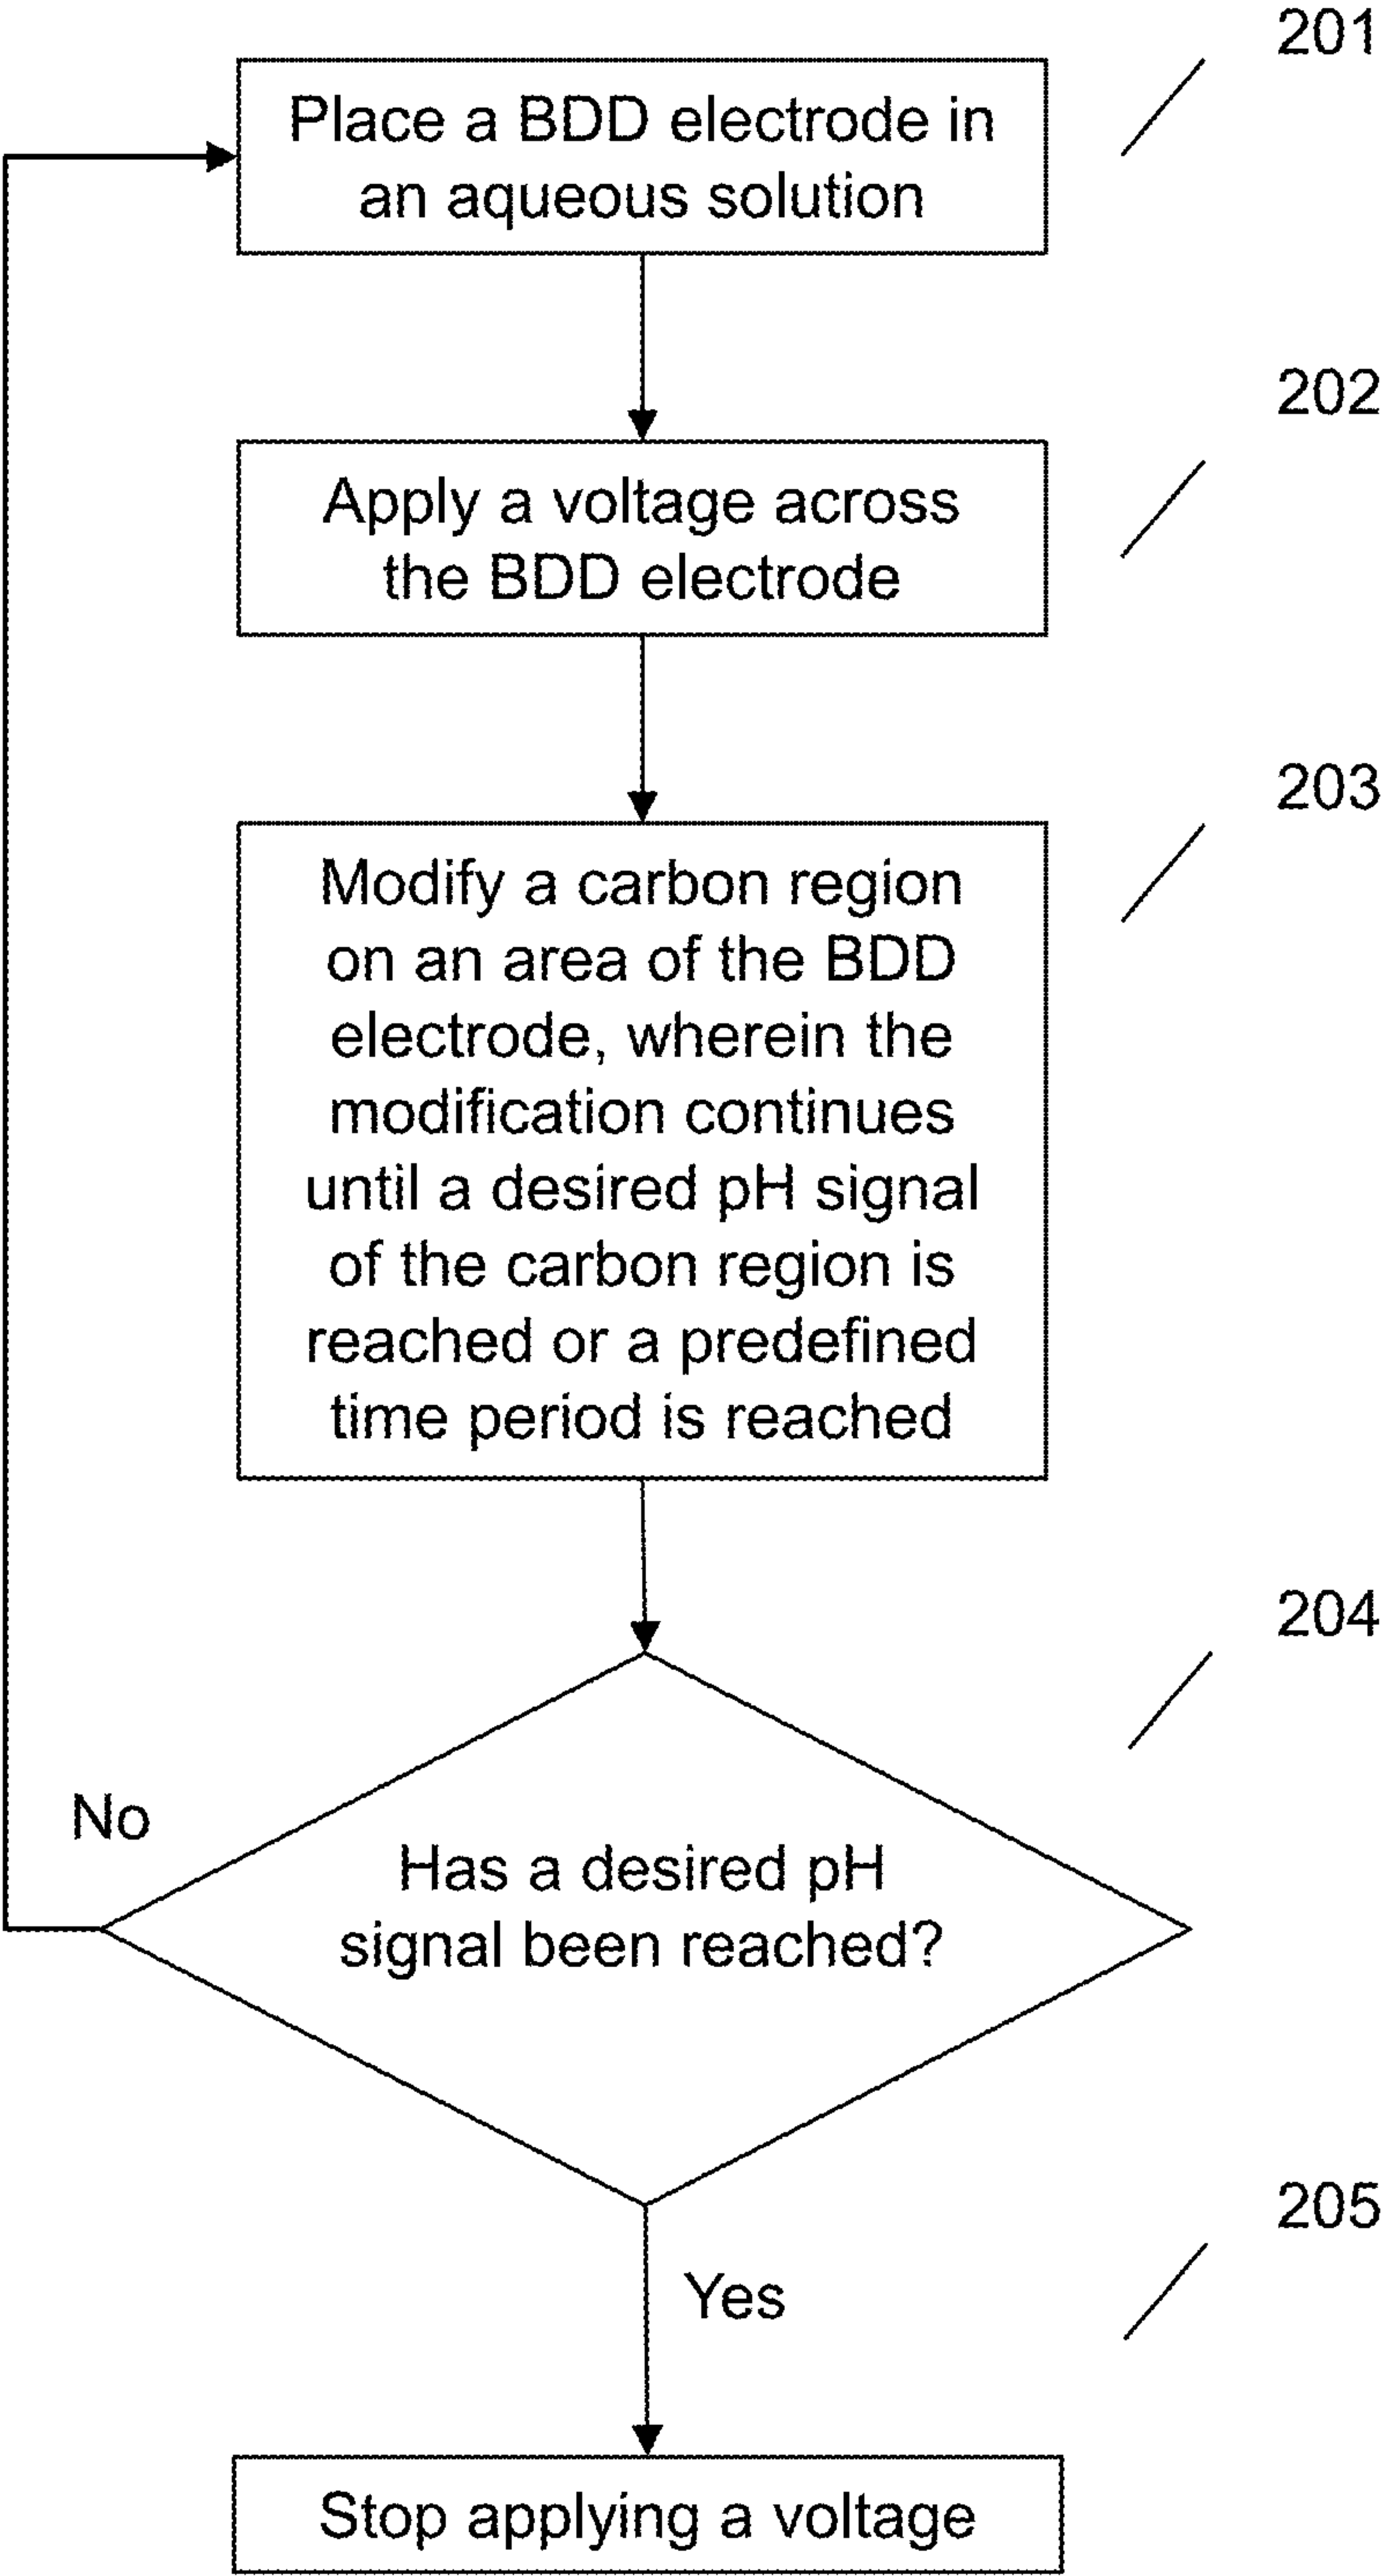 201
Place a BDD electrode in
an aqueous solution
202
Apply a voltage across
the BDD electrode
203
Modify a carbon region
on an area of the BDD
electrode, wherein the
modification continues
until a desired pH signal
of the carbon region is
reached or a predefined
time period is reached
204
No
Has a desired pH
signal been reached?
205
Yes
Stop applying a voltage